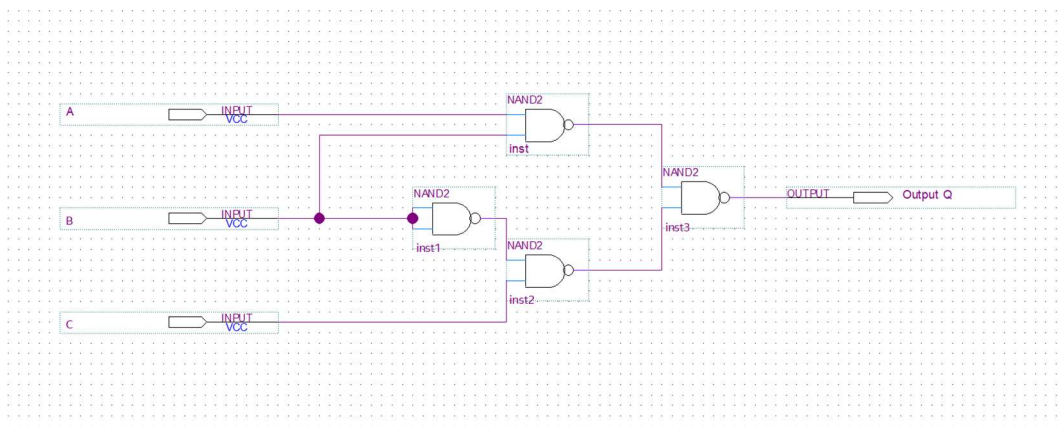 A
INPUT
VCC
NAND2
inst
B
INPUT
VCC
NAND2
inst1
NAND2
inst2
NAND2
inst3
OUTPUT
Output Q
C
INPUT
VCC